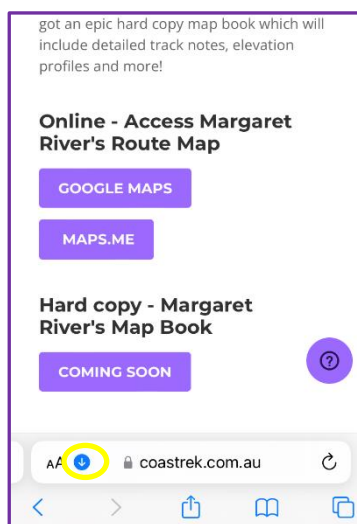 got an epic hard copy map book which will
include detailed track notes, elevation
profiles and more!
Online - Access Margaret
River's Route Map
GOOGLE MAPS
MAPS.ME
Hard copy - Margaret
River's Map Book
COMING SOON
?
AA coastrek.com.au